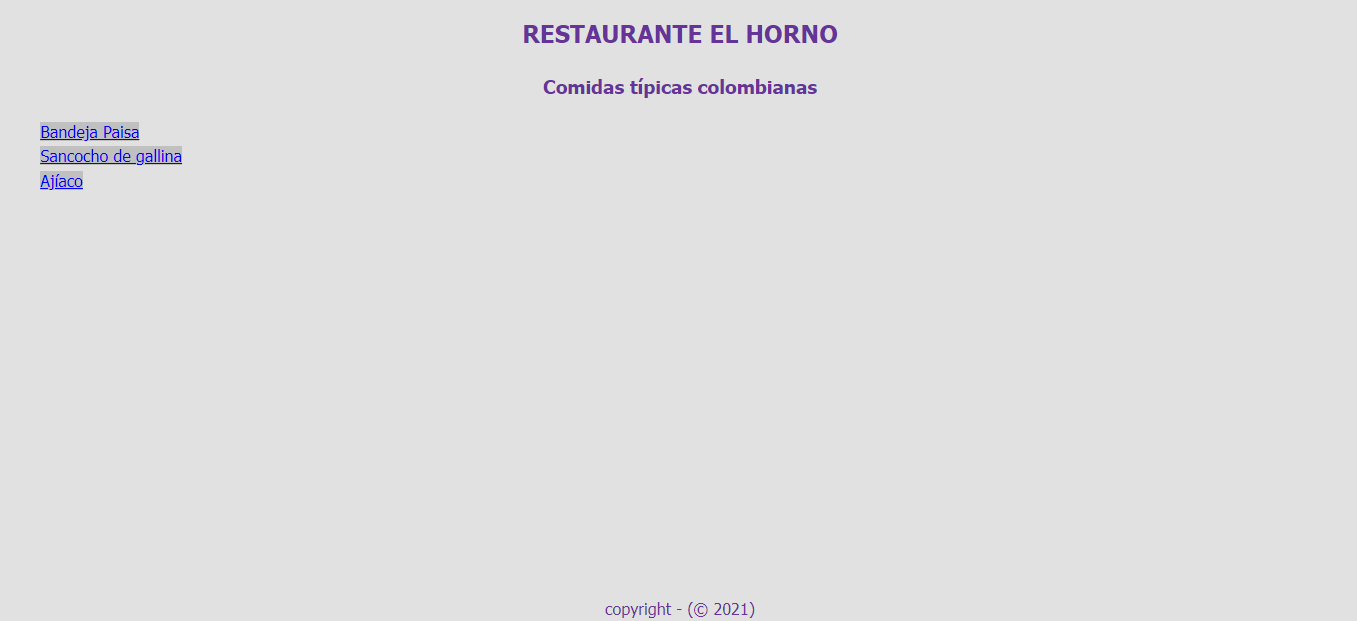 RESTAURANTE EL HORNO
Comidas típicas colombianas
Bandeja Paisa
Sancocho de gallina
Ajíaco
copyright - (© 2021)